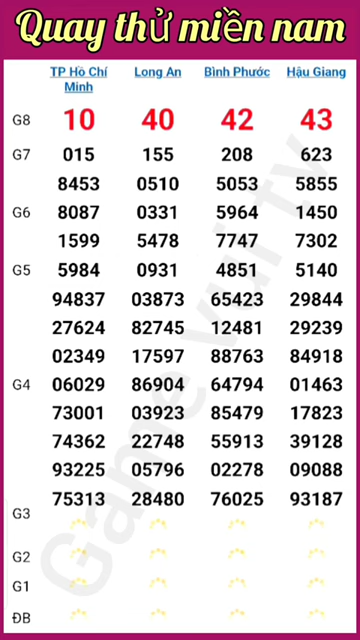 Quay thử miền nam
TP Hồ Chí Minh Long An Bình Phước Hậu Giang
G8 10 40 42 43
G7 015 155 208 623
8453 0510 5053 5855
G6 8087 0331 5964 1450
1599 5478 7747 7302
G5 5984 0931 4851 5140
94837 03873 65423 29844
27624 82745 12481 29239
02349 17597 88763 84918
G4 06029 86904 64794 01463
73001 03923 85479 17823
74362 22748 55913 39128
93225 05796 02278 09088
75313 28480 76025 93187
G3
G2
G1
ĐB
Game vui Tv